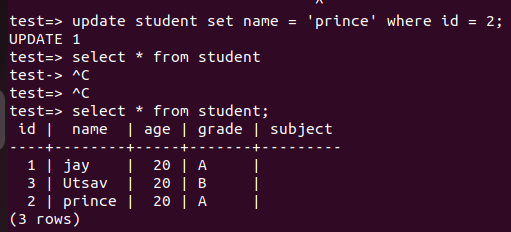 test=> update student set name = 'prince' where id = 2;
UPDATE 1
test=> select * from student
test-> ^C
test=> ^C
test=> select * from student;
 id |  name  | age | grade | subject
----+--------+-----+-------+---------
  1 | jay    |  20 | A     |
  3 | Utsav  |  20 | B     |
  2 | prince |  20 | A     |
(3 rows)